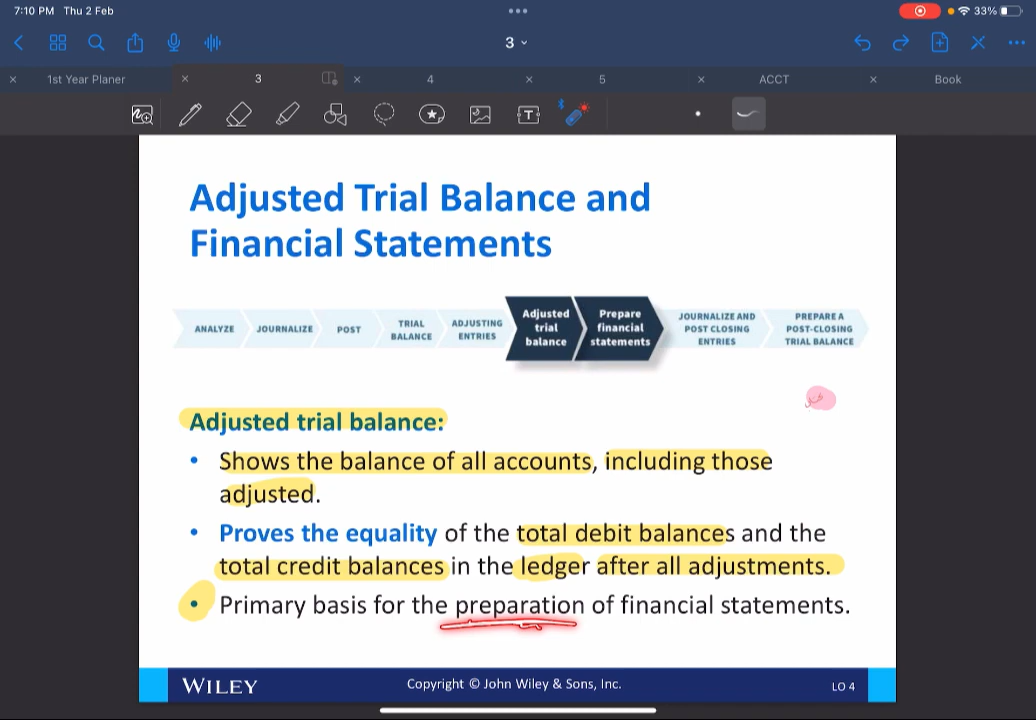 7:10 PM Thu 2 Feb
33%
3
1st Year Planer
3
4
5
ACCT
Book
Adjusted Trial Balance and
Financial Statements
ANALYZE
JOURNALIZE
POST
TRIAL
BALANCE
ADJUSTING
ENTRIES
Adjusted
trial
balance
Prepare
financial
statements
JOURNALIZE AND
POST CLOSING
ENTRIES
PREPARE A
POST-CLOSING
TRIAL BALANCE
Adjusted trial balance:
• Shows the balance of all accounts, including those
adjusted.
• Proves the equality of the total debit balances and the
total credit balances in the ledger after all adjustments.
• Primary basis for the preparation of financial statements.
WILEY
Copyright © John Wiley & Sons, Inc.
LO 4